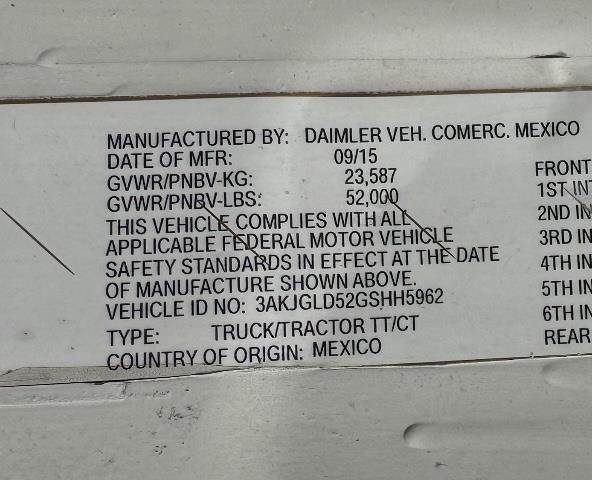 MANUFACTURED BY: DAIMLER VEH. COMERC. MEXICO
DATE OF MFR: 09/15
GVWR/PNBV-KG: 23,587
GVWR/PNBV-LBS: 52,000
THIS VEHICLE COMPLIES WITH ALL
APPLICABLE FEDERAL MOTOR VEHICLE
SAFETY STANDARDS IN EFFECT AT THE DATE
OF MANUFACTURE SHOWN ABOVE.
VEHICLE ID NO: 3AKJGLD52GSHH5962
TYPE: TRUCK/TRACTOR TT/CT
COUNTRY OF ORIGIN: MEXICO
FRONT
1ST INT
2ND IN
3RD IN
4TH IN
5TH IN
6TH IN
REAR